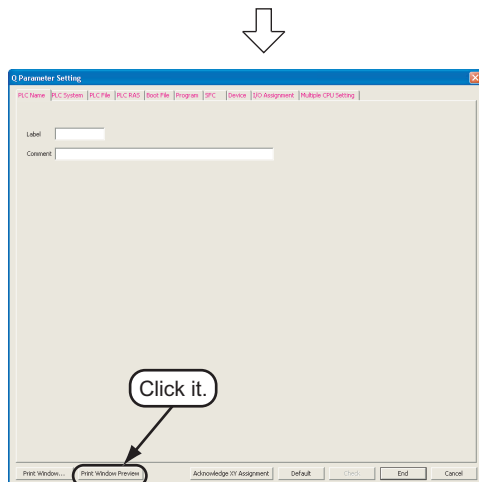 Q Parameter Setting
PLC Name PLC System PLC File PLC RAS Boot File Program SFC Device I/O Assignment Multiple CPU Setting
Label
Comment
Click it.
Print Window... Print Window Preview Acknowledge XY Assignment Default Check End Cancel